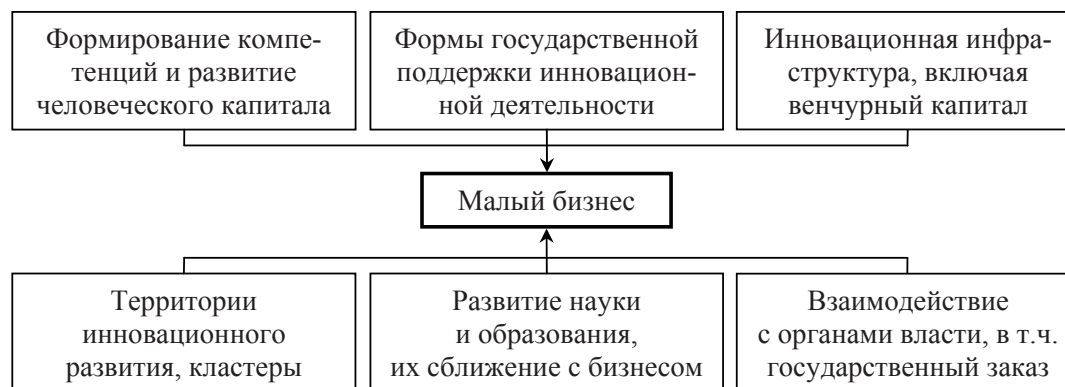 Формирование компе-
тенций и развитие
человеческого капитала
Формы государственной
поддержки инновацион-
ной деятельности
Инновационная инфра-
структура, включая
венчурный капитал
Малый бизнес
Территории
инновационного
развития, кластеры
Развитие науки
и образования,
их сближение с бизнесом
Взаимодействие
с органами власти, в т.ч.
государственный заказ